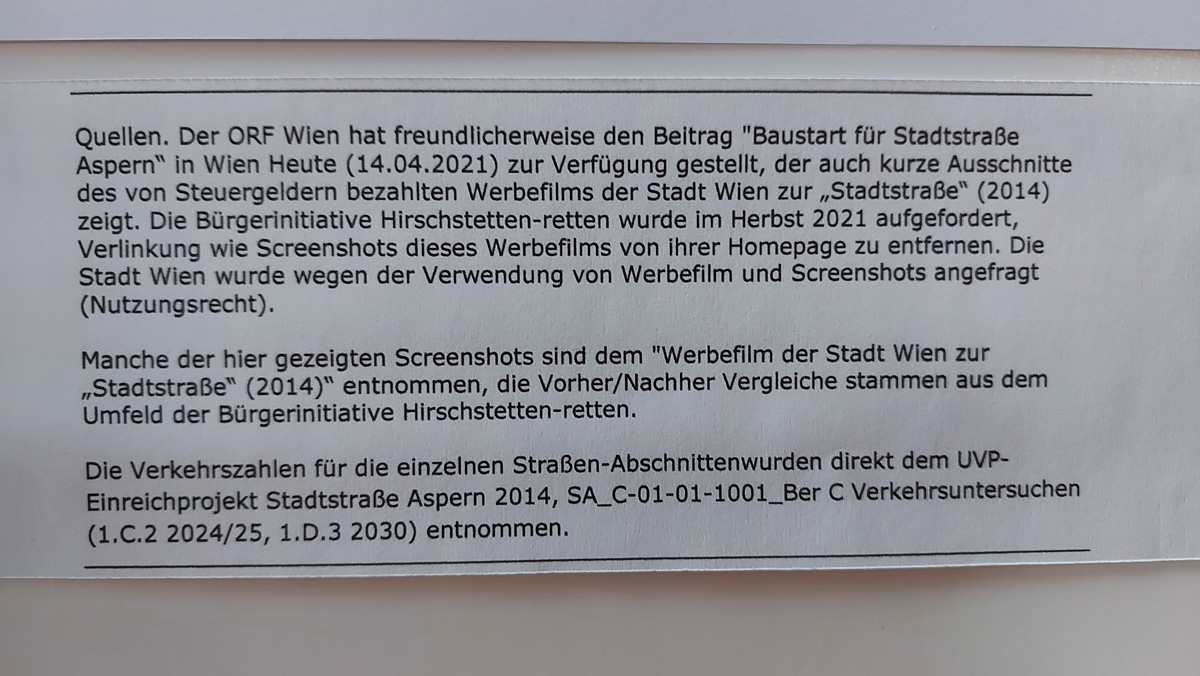 Quellen. Der ORF Wien hat freundlicherweise den Beitrag "Baustart für Stadtstraße
Aspern‟ in Wien Heute (14.04.2021) zur Verfügung gestellt, der auch kurze Ausschnitte
des von Steuergeldern bezahlten Werbefilms der Stadt Wien zur „Stadtstraße‟ (2014)
zeigt. Die Bürgerinitiative Hirschstetten-retten wurde im Herbst 2021 aufgefordert,
Verlinkung wie Screenshots dieses Werbefilms von ihrer Homepage zu entfernen. Die
Stadt Wien wurde wegen der Verwendung von Werbefilm und Screenshots angefragt
(Nutzungsrecht).
Manche der hier gezeigten Screenshots sind dem "Werbefilm der Stadt Wien zur
„Stadtstraße‟ (2014)‟ entnommen, die Vorher/Nachher Vergleiche stammen aus dem
Umfeld der Bürgerinitiative Hirschstetten-retten.
Die Verkehrszahlen für die einzelnen Straßen-Abschnittenwurden direkt dem UVP-
Einreichprojekt Stadtstraße Aspern 2014, SA_C-01-01-1001_Ber C Verkehrsuntersuchen
(1.C.2 2024/25, 1.D.3 2030) entnommen.